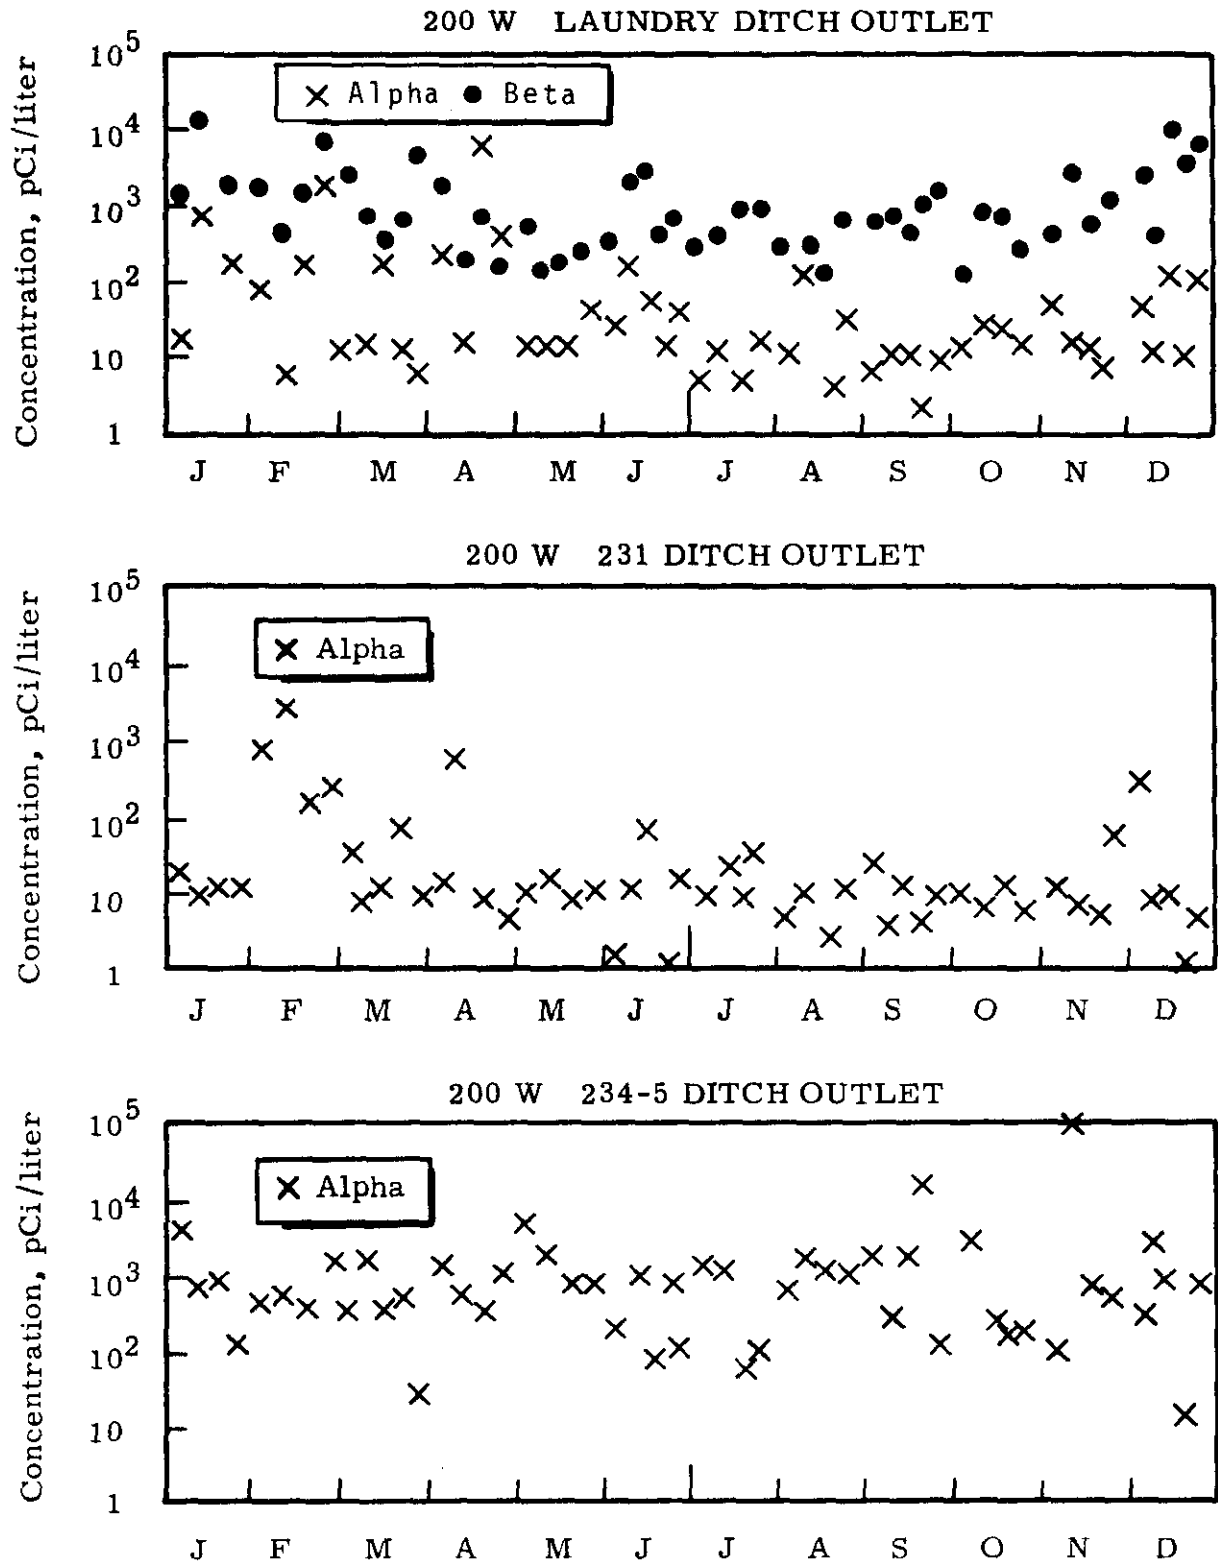 200 W LAUNDRY DITCH OUTLET
Concentration, pCi/liter
10^5
× Alpha ● Beta
10^4
10^3
10^2
10
1
J F M A M J J A S O N D
200 W 231 DITCH OUTLET
Concentration, pCi/liter
10^5
× Alpha
10^4
10^3
10^2
10
1
J F M A M J J A S O N D
200 W 234-5 DITCH OUTLET
Concentration, pCi/liter
10^5
× Alpha
10^4
10^3
10^2
10
1
J F M A M J J A S O N D